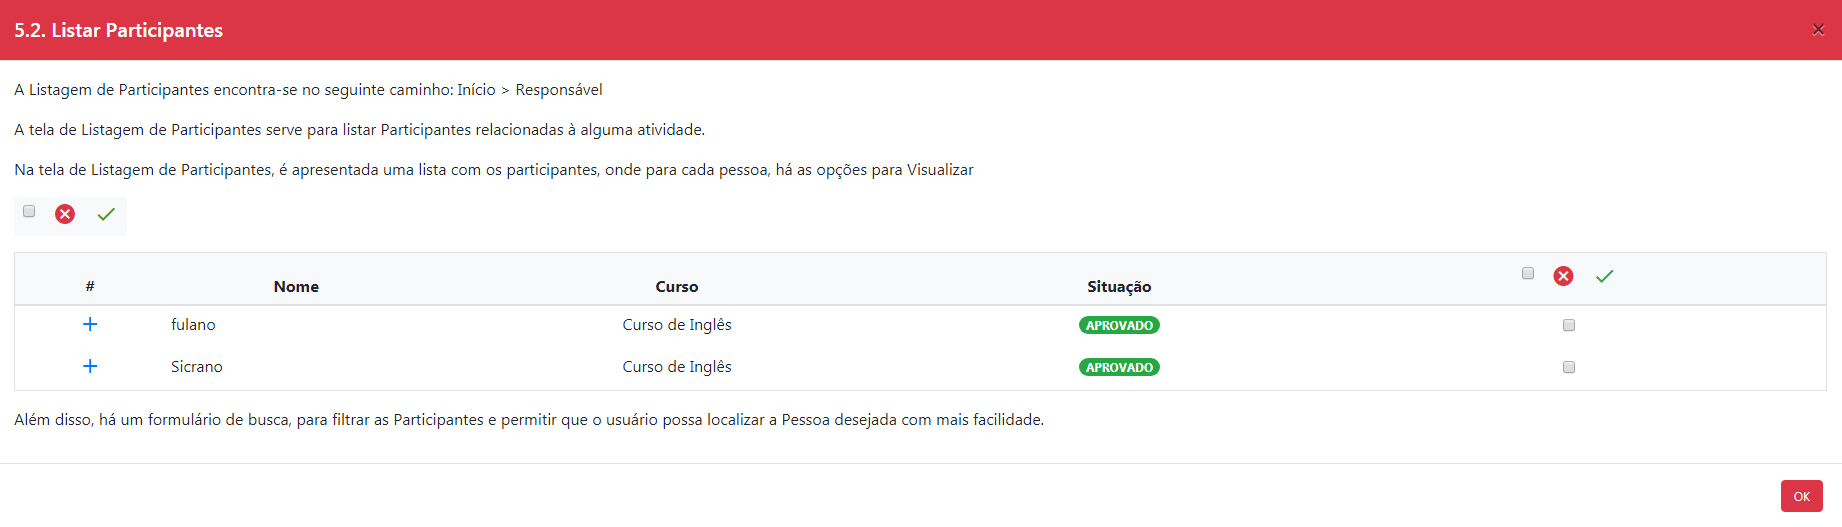 5.2. Listar Participantes
×
A Listagem de Participantes encontra-se no seguinte caminho: Início > Responsável
A tela de Listagem de Participantes serve para listar Participantes relacionadas à alguma atividade.
Na tela de Listagem de Participantes, é apresentada uma lista com os participantes, onde para cada pessoa, há as opções para Visualizar
# Nome Curso Situação
+ fulano Curso de Inglês APROVADO
+ Sicrano Curso de Inglês APROVADO
Além disso, há um formulário de busca, para filtrar as Participantes e permitir que o usuário possa localizar a Pessoa desejada com mais facilidade.
OK